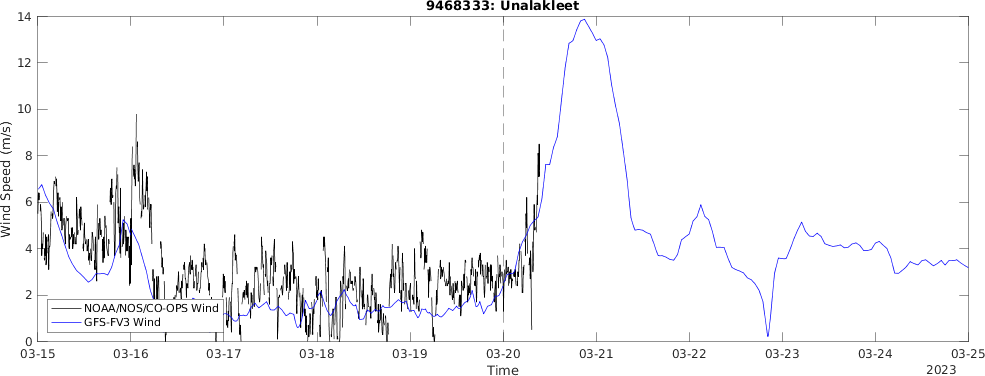 9468333: Unalakleet
14
12
10
8
6
4
2
0
Wind Speed (m/s)
NOAA/NOS/CO-OPS Wind
GFS-FV3 Wind
03-15 03-16 03-17 03-18 03-19 03-20 03-21 03-22 03-23 03-24 03-25
Time
2023